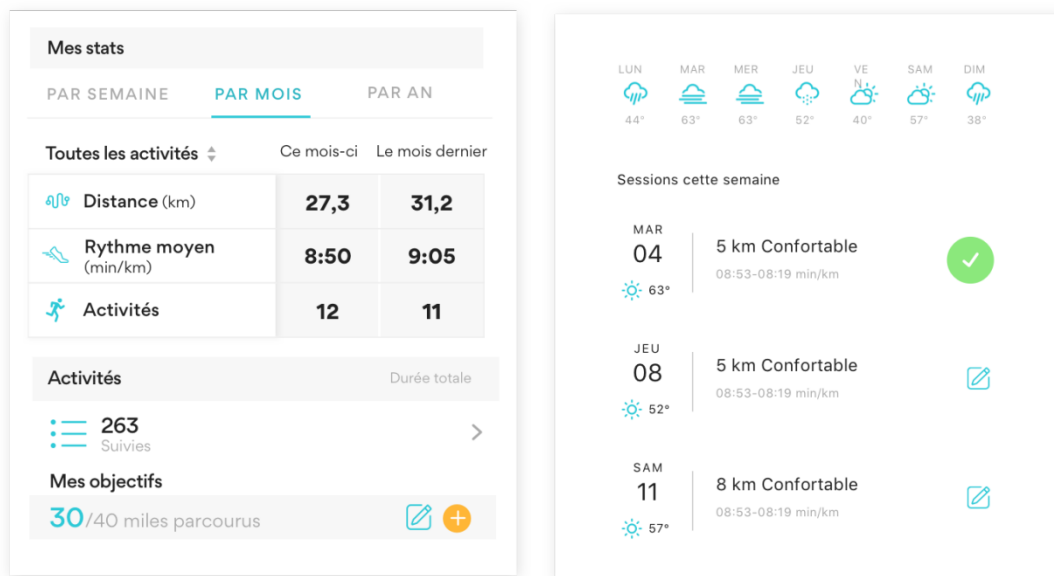 Mes stats
PAR SEMAINE PAR MOIS PAR AN
Toutes les activités Ce mois-ci Le mois dernier
Distance (km) 27,3 31,2
Rythme moyen (min/km) 8:50 9:05
Activités 12 11
Activités Durée totale
263
Suivies
Mes objectifs
30/40 miles parcourus
LUN MAR MER JEU VEN SAM DIM
44° 63° 63° 52° 40° 57° 38°
Sessions cette semaine
MAR
04
63°
5 km Confortable
08:53-08:19 min/km
JEU
08
52°
5 km Confortable
08:53-08:19 min/km
SAM
11
57°
8 km Confortable
08:53-08:19 min/km